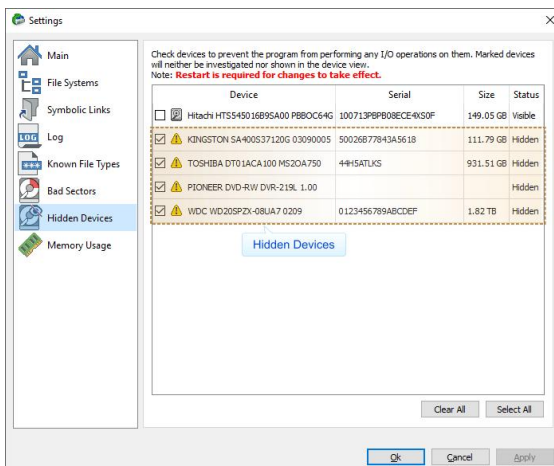 Settings
Main
File Systems
Symbolic Links
LOG
Log
Known File Types
Bad Sectors
Hidden Devices
Memory Usage
Check devices to prevent the program from performing any I/O operations on them. Marked devices
will neither be investigated nor shown in the device view.
Note: Restart is required for changes to take effect.
Device Serial Size Status
Hitachi HTS545016B9SA00 PBBOC64G 100713PBPB08ECE4XS0F 149.05 GB Visible
KINGSTON SA400S37120G 03090005 50026B77843A5618 111.79 GB Hidden
TOSHIBA DT01ACA100 MS2OA750 44H5ATLKS 931.51 GB Hidden
PIONEER DVD-RW DVR-219L 1.00 Hidden
WDC WD20SPZX-08UA7 0209 0123456789ABCDEF 1.82 TB Hidden
Hidden Devices
Clear All Select All
Ok Cancel Apply